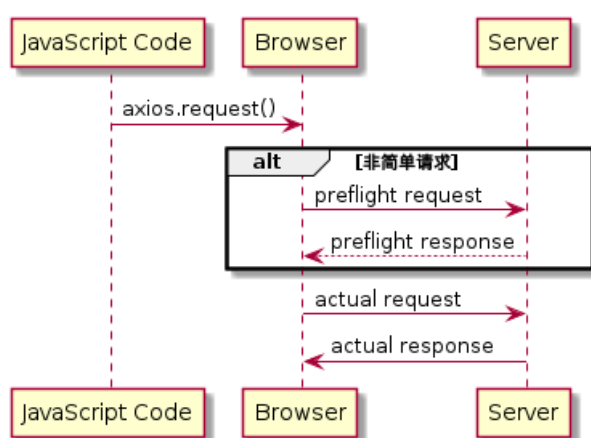 JavaScript Code Browser Server
axios.request()
alt [非简单请求]
preflight request
preflight response
actual request
actual response
JavaScript Code Browser Server